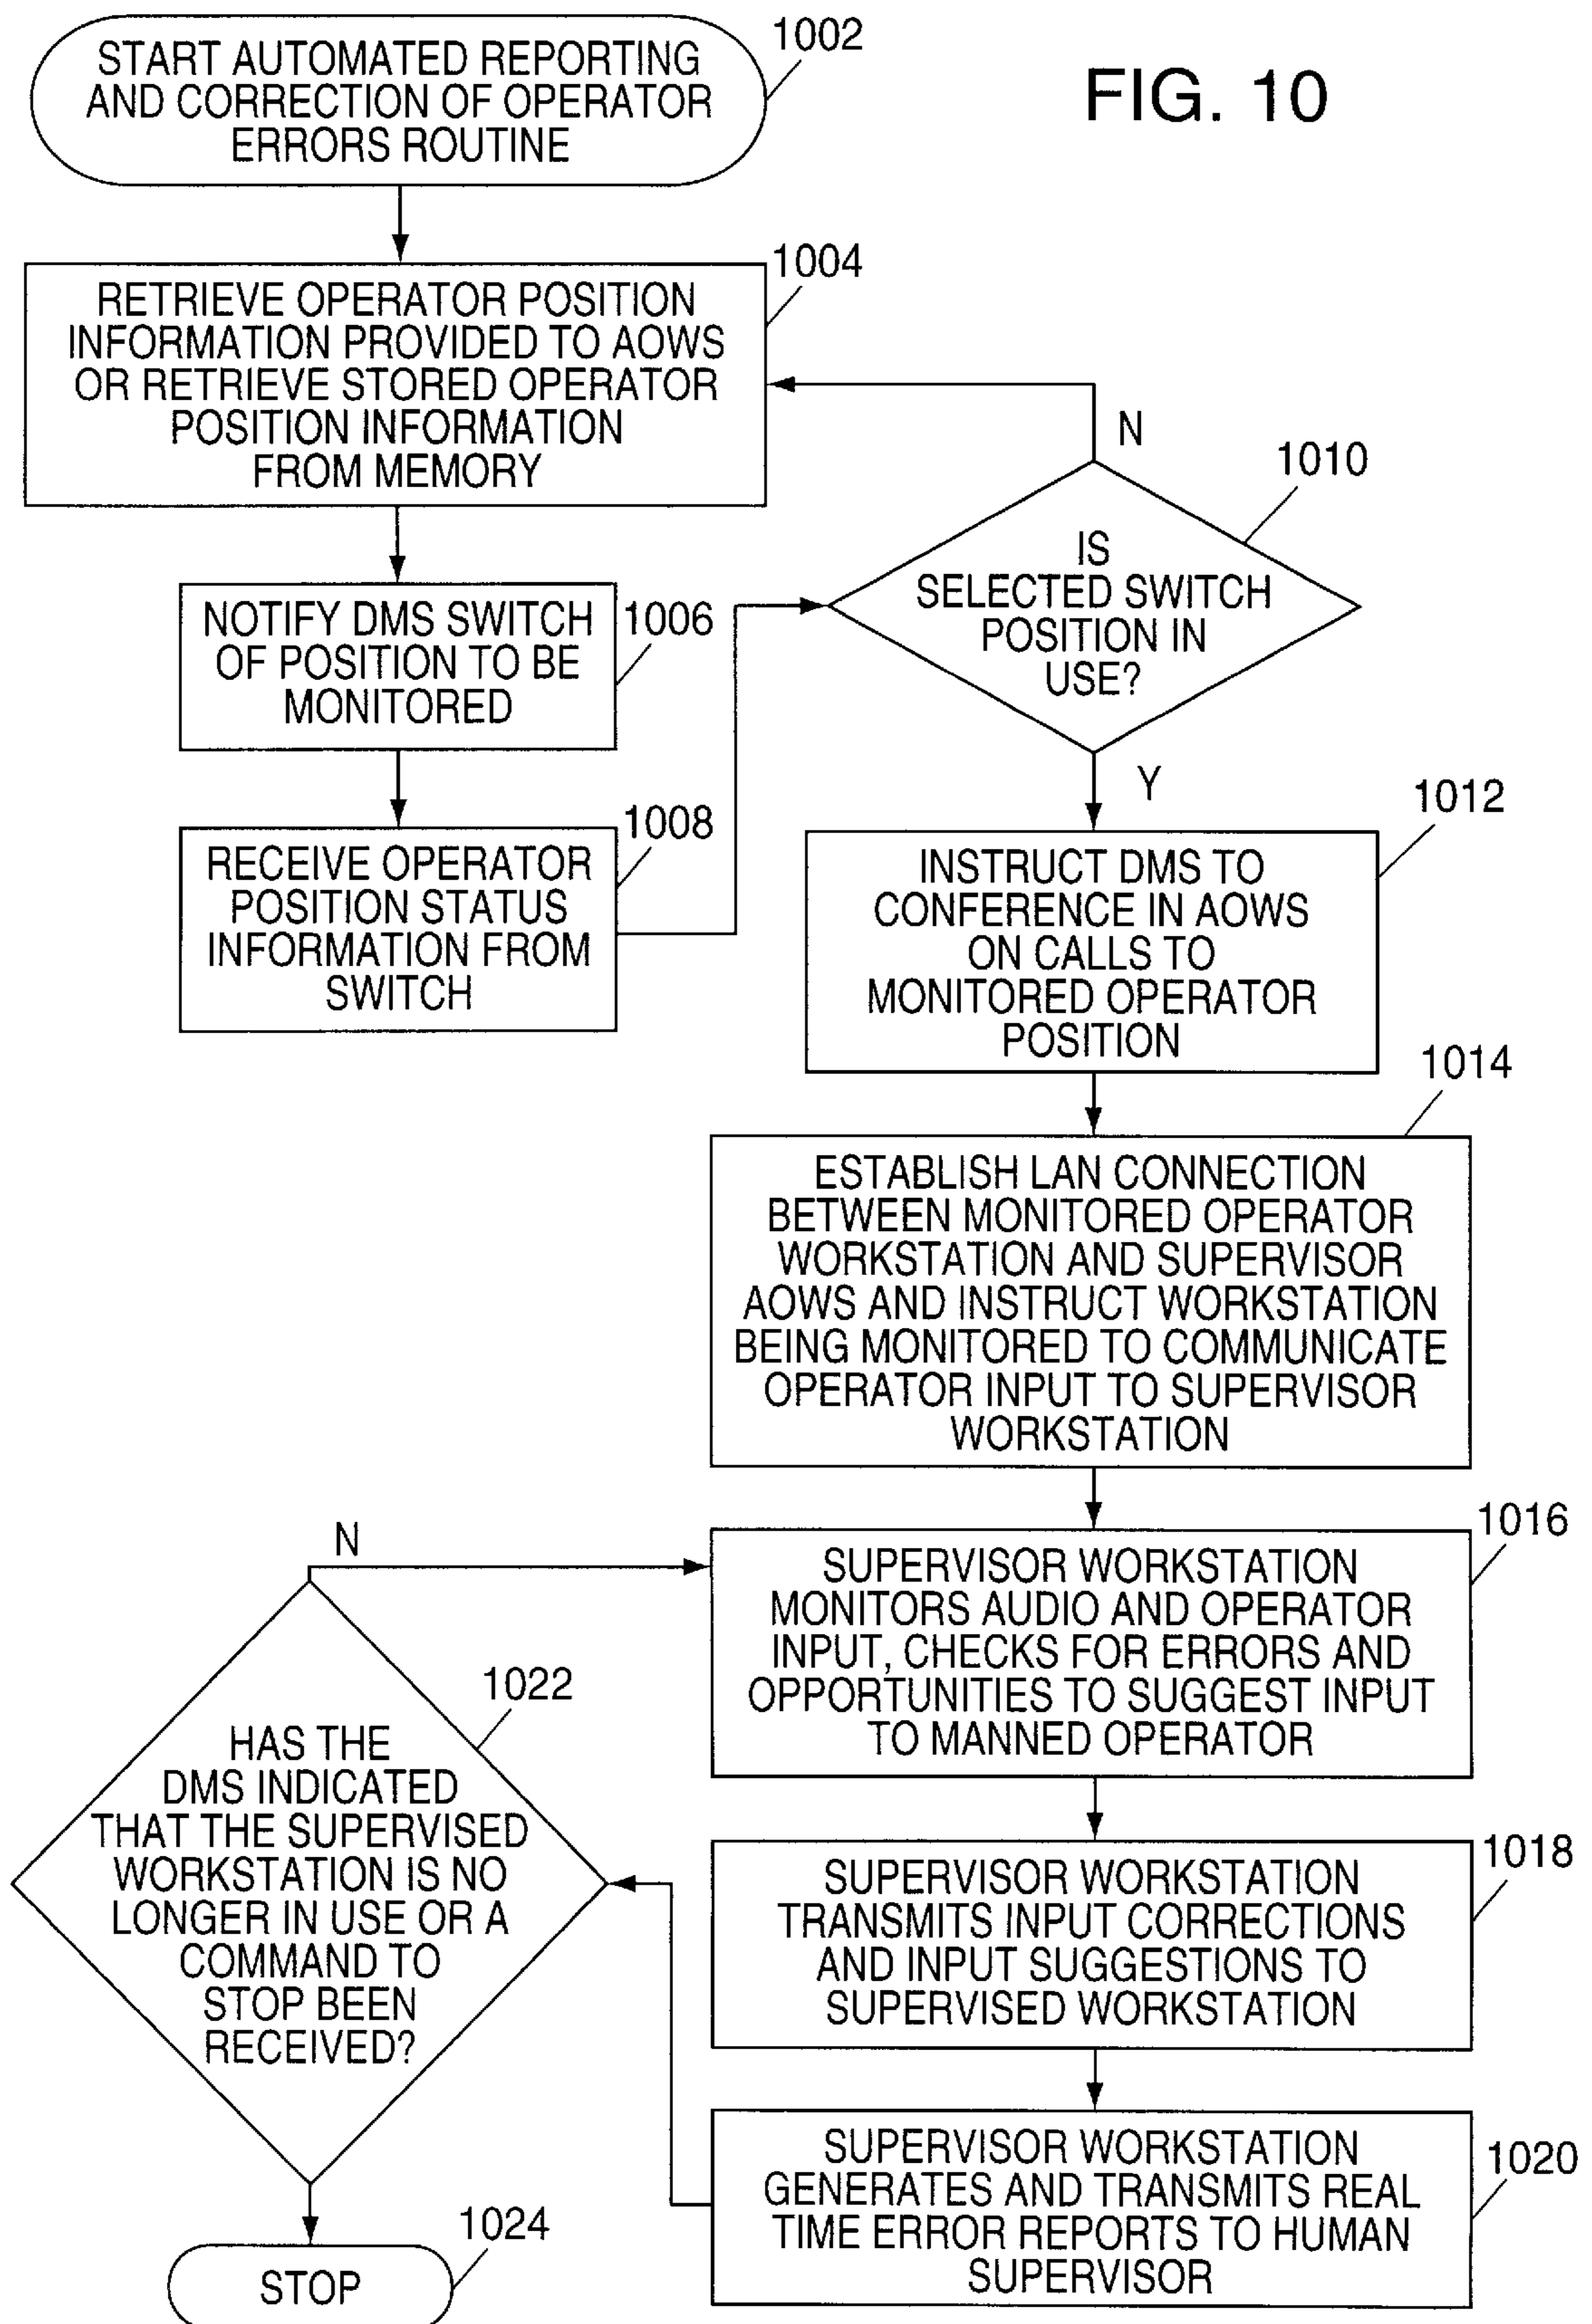 FIG. 10
1002
START AUTOMATED REPORTING
AND CORRECTION OF OPERATOR
ERRORS ROUTINE
1004
RETRIEVE OPERATOR POSITION
INFORMATION PROVIDED TO AOWS
OR RETRIEVE STORED OPERATOR
POSITION INFORMATION
FROM MEMORY
1006
NOTIFY DMS SWITCH
OF POSITION TO BE
MONITORED
1008
RECEIVE OPERATOR
POSITION STATUS
INFORMATION FROM
SWITCH
N
1010
IS
SELECTED SWITCH
POSITION IN
USE?
Y
1012
INSTRUCT DMS TO
CONFERENCE IN AOWS
ON CALLS TO
MONITORED OPERATOR
POSITION
1014
ESTABLISH LAN CONNECTION
BETWEEN MONITORED OPERATOR
WORKSTATION AND SUPERVISOR
AOWS AND INSTRUCT WORKSTATION
BEING MONITORED TO COMMUNICATE
OPERATOR INPUT TO SUPERVISOR
WORKSTATION
1016
SUPERVISOR WORKSTATION
MONITORS AUDIO AND OPERATOR
INPUT, CHECKS FOR ERRORS AND
OPPORTUNITIES TO SUGGEST INPUT
TO MANNED OPERATOR
1018
SUPERVISOR WORKSTATION
TRANSMITS INPUT CORRECTIONS
AND INPUT SUGGESTIONS TO
SUPERVISED WORKSTATION
1020
SUPERVISOR WORKSTATION
GENERATES AND TRANSMITS REAL
TIME ERROR REPORTS TO HUMAN
SUPERVISOR
N
1022
HAS THE
DMS INDICATED
THAT THE SUPERVISED
WORKSTATION IS NO
LONGER IN USE OR A
COMMAND TO
STOP BEEN
RECEIVED?
1024
STOP